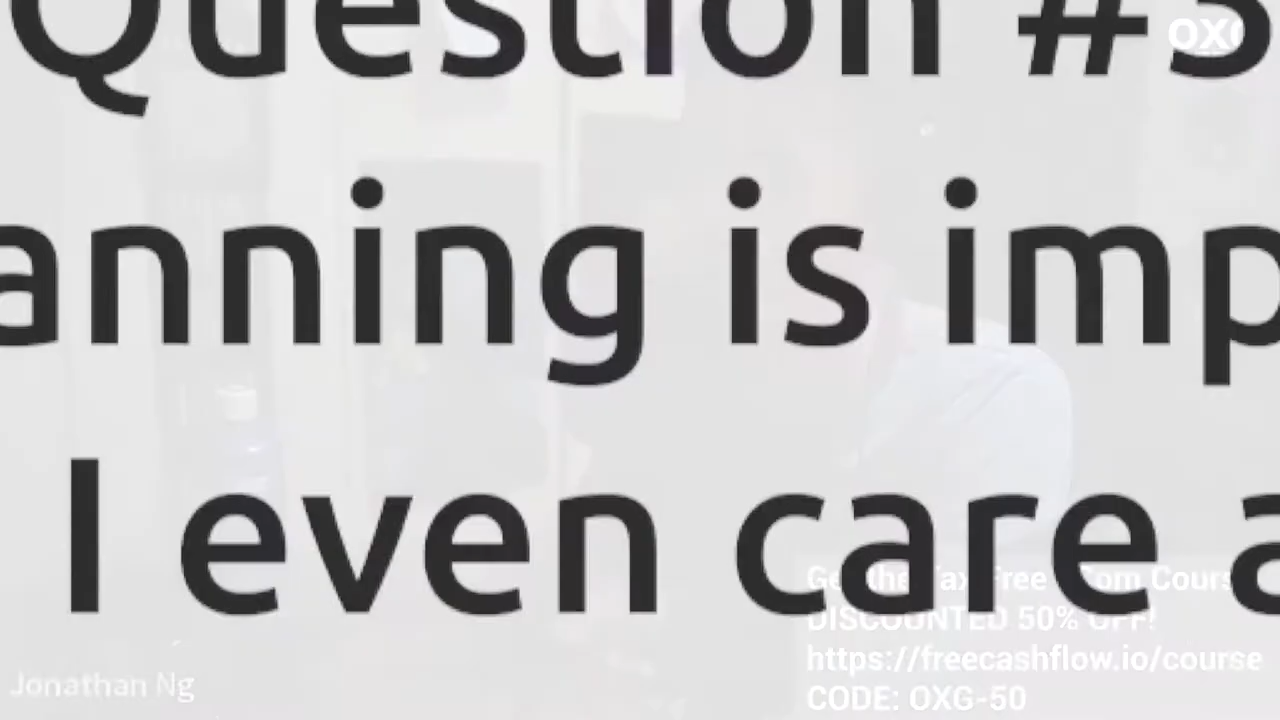 Question #3
anning is imp
I even care a
OXG
Get the Tax Free .Com Course
DISCOUNTED 50% OFF!
https://freecashflow.io/course
CODE: OXG-50
Jonathan Ng